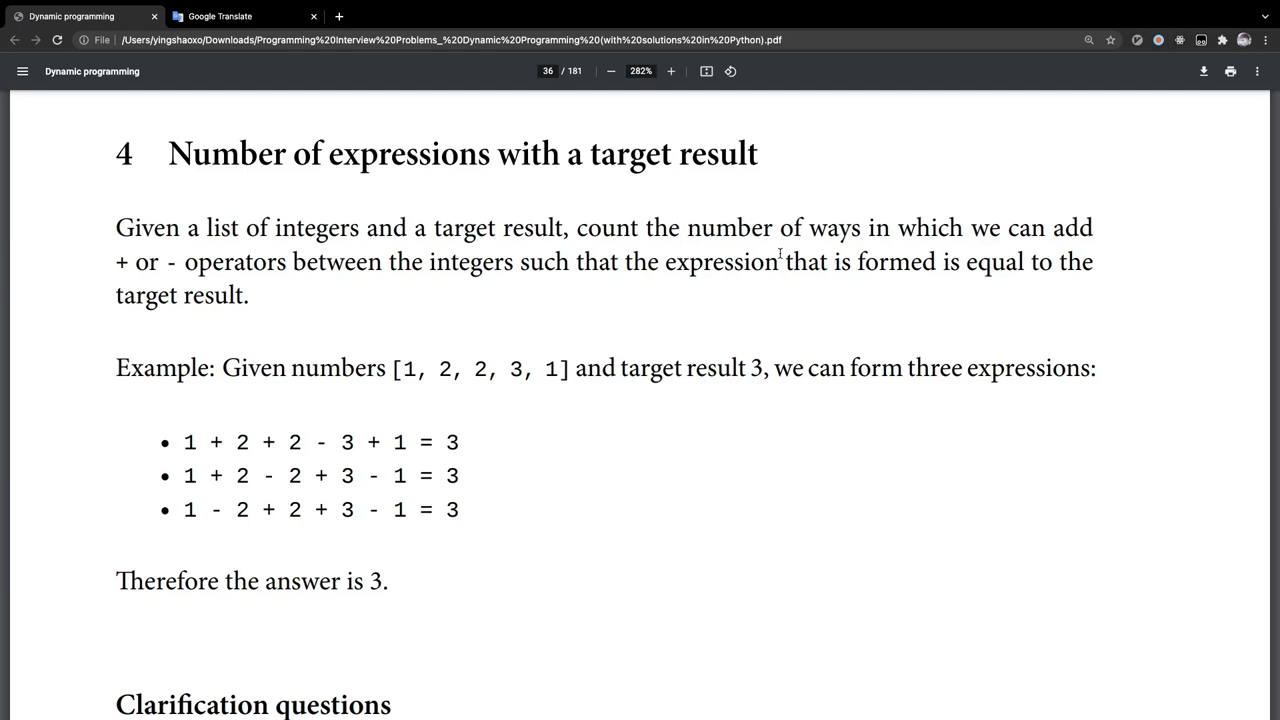 Dynamic programming
Google Translate
File
/Users/yingshaoxo/Downloads/Programming%20Interview%20Problems_%20Dynamic%20Programming%20(with%20solutions%20in%20Python).pdf
Dynamic programming
36 / 181
282%
4 Number of expressions with a target result
Given a list of integers and a target result, count the number of ways in which we can add
+ or - operators between the integers such that the expression that is formed is equal to the
target result.
Example: Given numbers [1, 2, 2, 3, 1] and target result 3, we can form three expressions:
• 1 + 2 + 2 - 3 + 1 = 3
• 1 + 2 - 2 + 3 - 1 = 3
• 1 - 2 + 2 + 3 - 1 = 3
Therefore the answer is 3.
Clarification questions